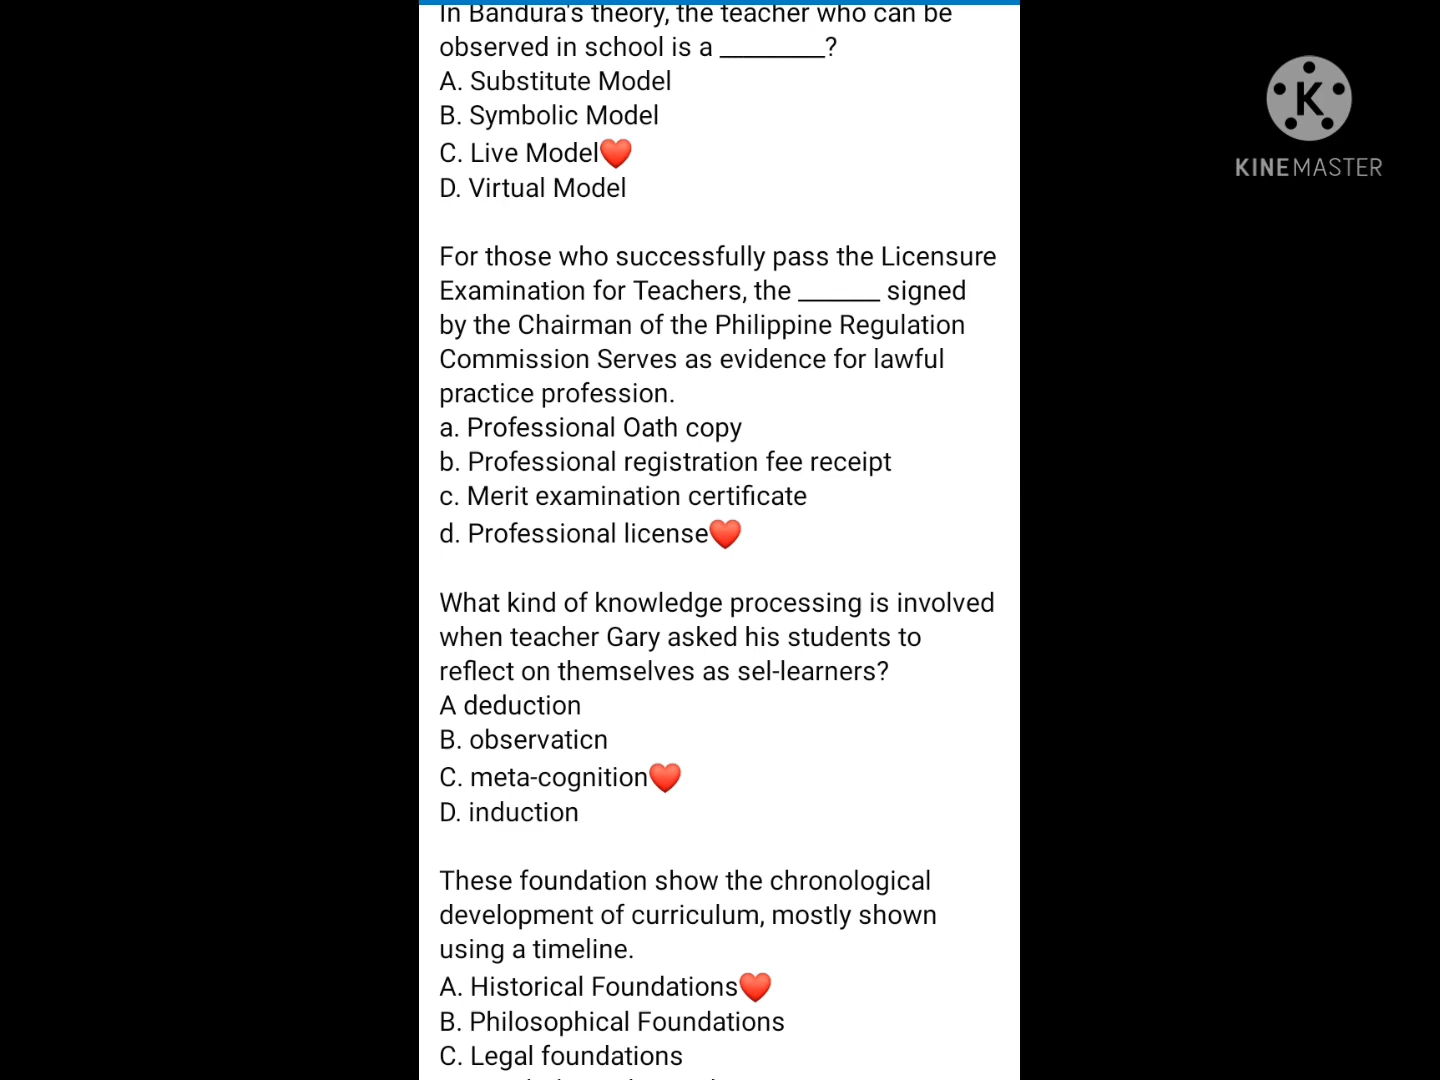 In Bandura's theory, the teacher who can be
observed in school is a ________?
A. Substitute Model
B. Symbolic Model
C. Live Model❤️
D. Virtual Model
For those who successfully pass the Licensure
Examination for Teachers, the ______ signed
by the Chairman of the Philippine Regulation
Commission Serves as evidence for lawful
practice profession.
a. Professional Oath copy
b. Professional registration fee receipt
c. Merit examination certificate
d. Professional license❤️
What kind of knowledge processing is involved
when teacher Gary asked his students to
reflect on themselves as sel-learners?
A deduction
B. observaticn
C. meta-cognition❤️
D. induction
These foundation show the chronological
development of curriculum, mostly shown
using a timeline.
A. Historical Foundations❤️
B. Philosophical Foundations
C. Legal foundations
K
KINEMASTER